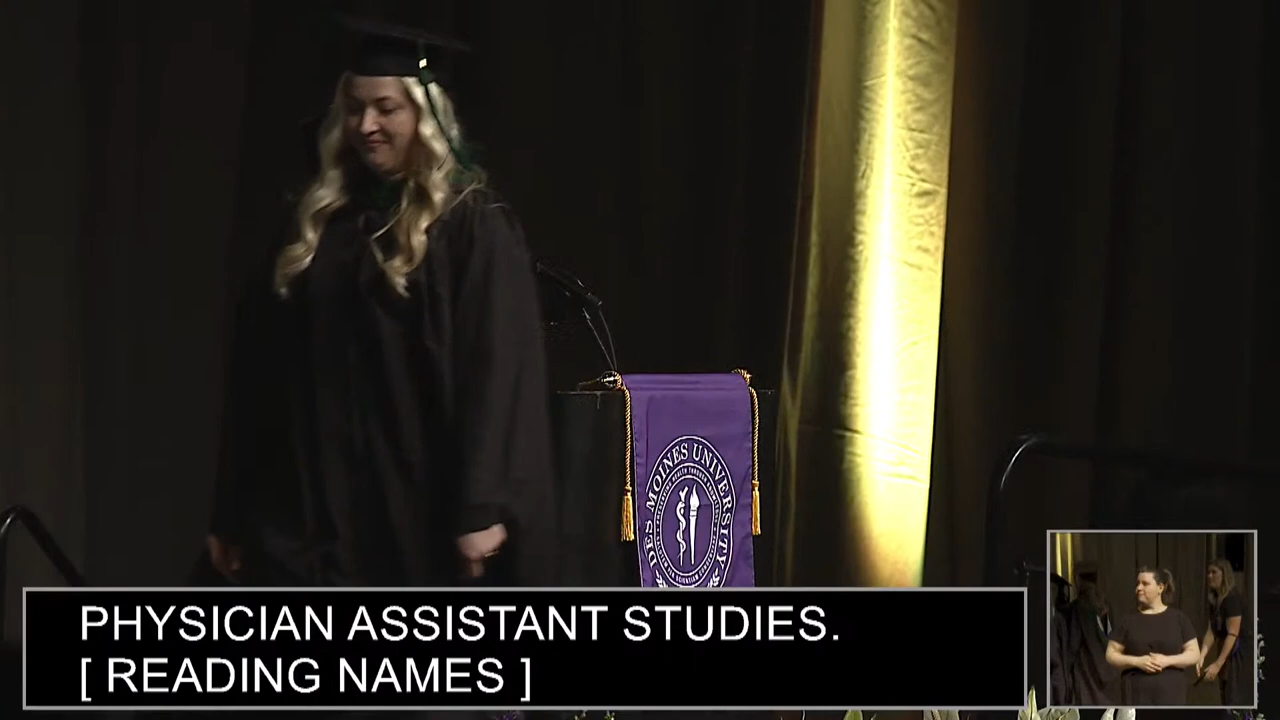 DES MOINES UNIVERSITY
PHYSICIAN ASSISTANT STUDIES.
[ READING NAMES ]